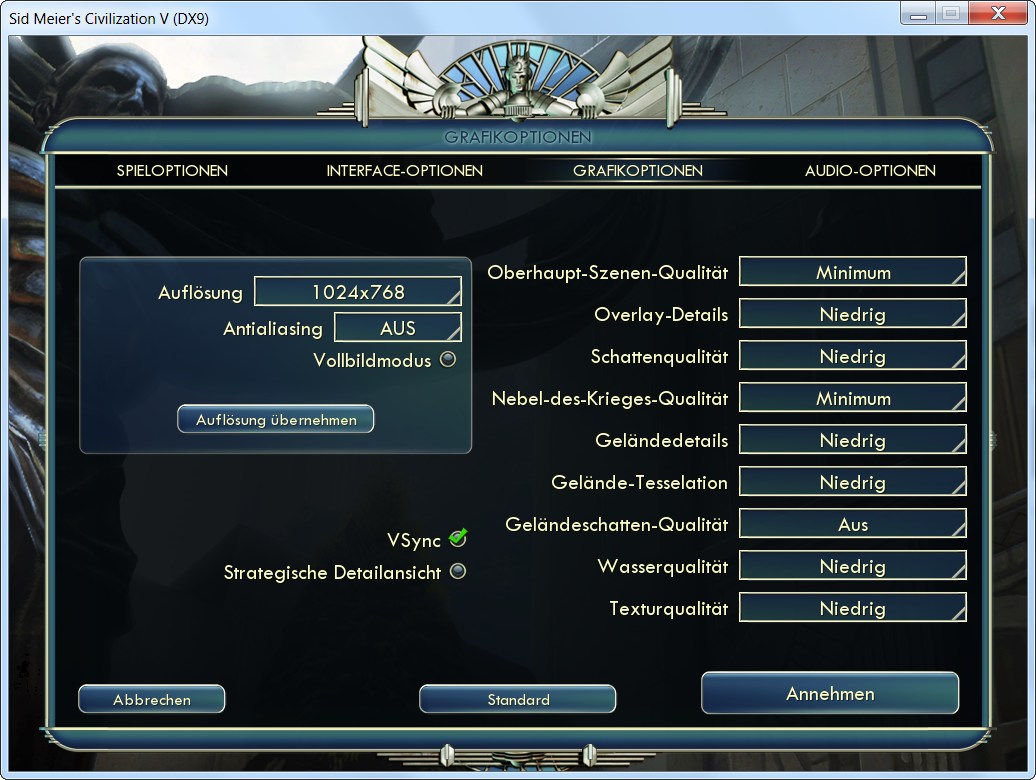 Sid Meier's Civilization V (DX9)
GRAFIKOPTIONEN
SPIELOPTIONEN
INTERFACE-OPTIONEN
GRAFIKOPTIONEN
AUDIO-OPTIONEN
Auflösung 1024x768
Antialiasing AUS
Vollbildmodus
Auflösung übernehmen
VSync
Strategische Detailansicht
Oberhaupt-Szenen-Qualität Minimum
Overlay-Details Niedrig
Schattenqualität Niedrig
Nebel-des-Krieges-Qualität Minimum
Geländedetails Niedrig
Gelände-Tesselation Niedrig
Geländeschatten-Qualität Aus
Wasserqualität Niedrig
Texturqualität Niedrig
Abbrechen
Standard
Annehmen